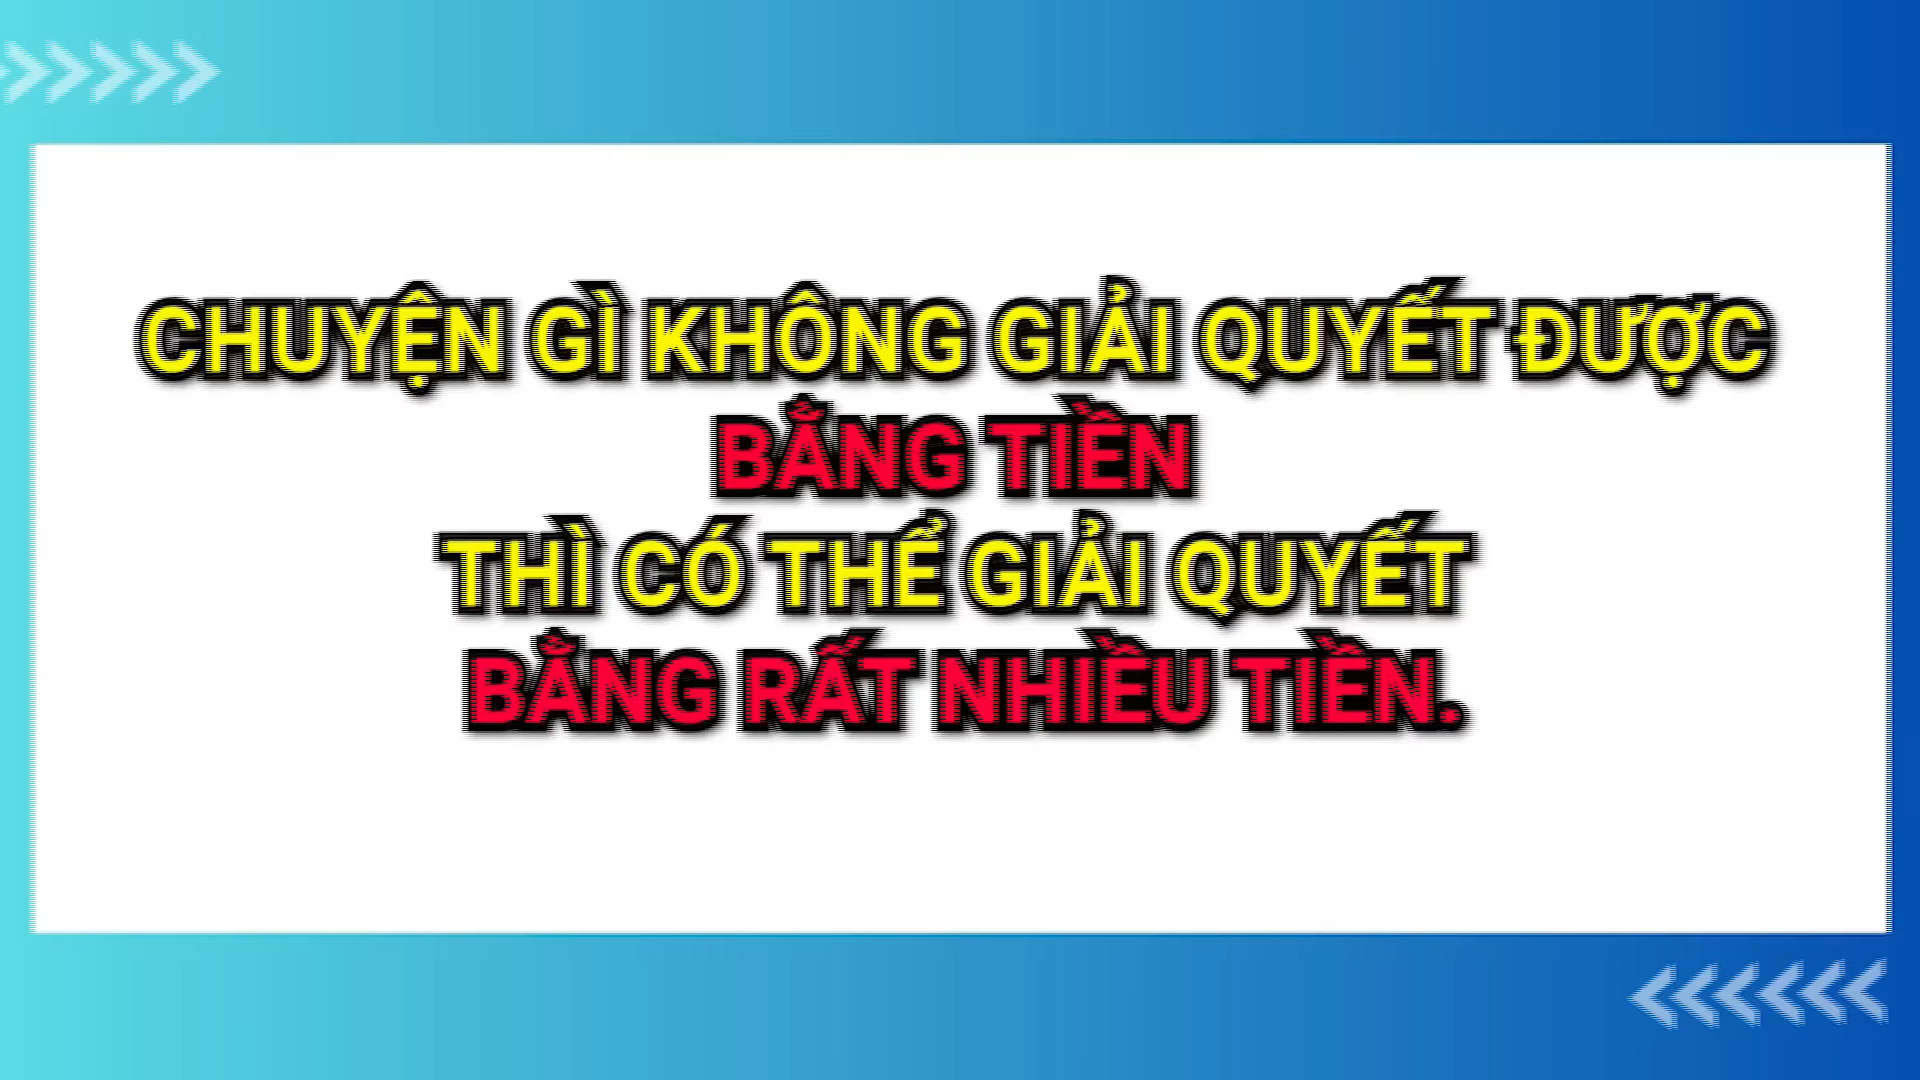 CHUYỆN GÌ KHÔNG GIẢI QUYẾT ĐƯỢC
BẰNG TIỀN
THÌ CÓ THỂ GIẢI QUYẾT
BẰNG RẤT NHIỀU TIỀN.